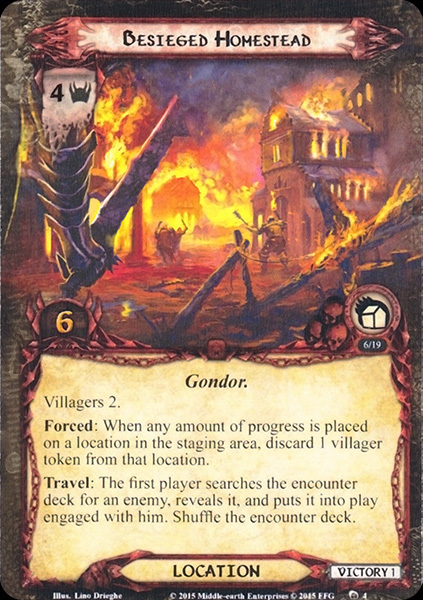 Besieged Homestead
4
6
6/19
Gondor.
Villagers 2.
Forced: When any amount of progress is placed
on a location in the staging area, discard 1 villager
token from that location.
Travel: The first player searches the encounter
deck for an enemy, reveals it, and puts it into play
engaged with him. Shuffle the encounter deck.
LOCATION
VICTORY 1
Illus. Lino Drieghe © 2015 Middle-earth Enterprises © 2015 FFG 4